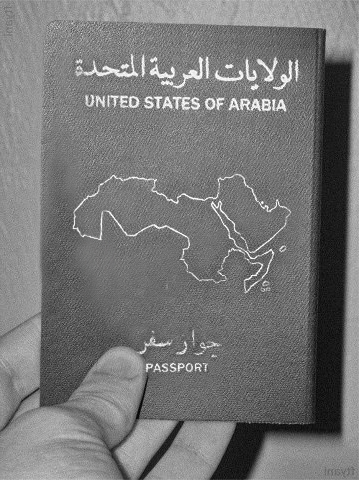 الولايات العربية المتحدة
UNITED STATES OF ARABIA
جواز سفر
PASSPORT